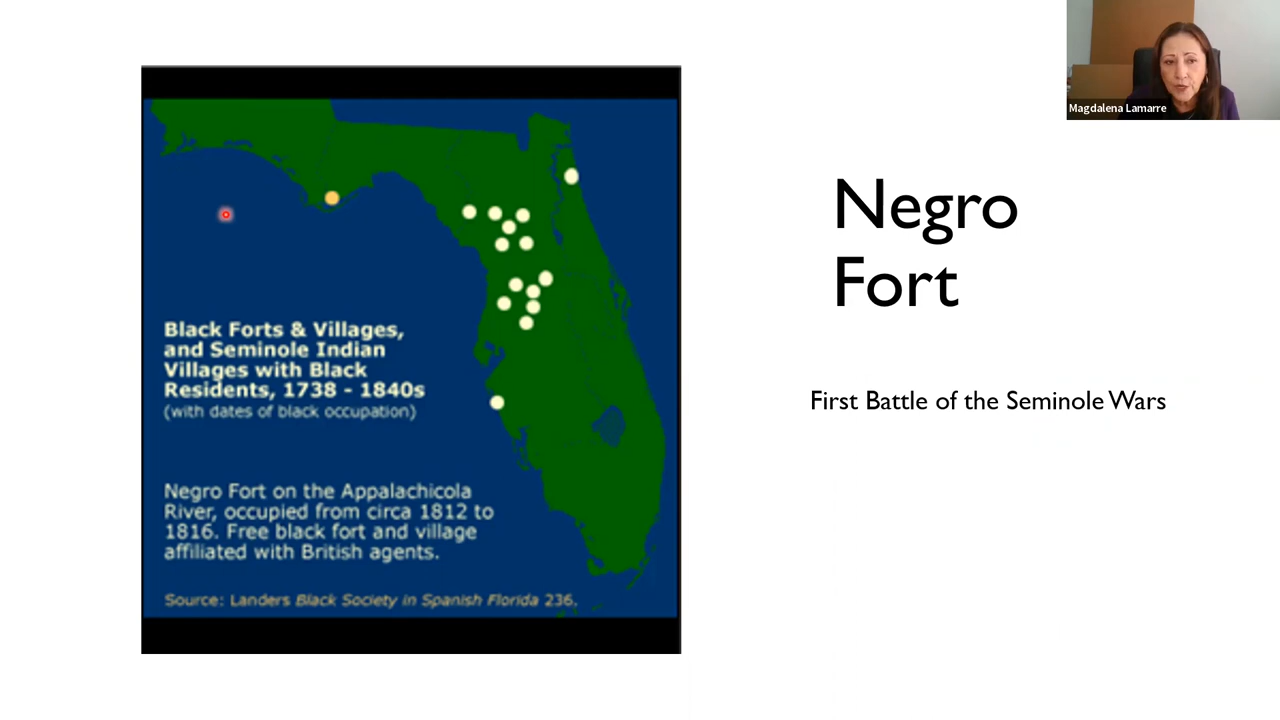 Magdalena Lamarre
Negro
Fort
First Battle of the Seminole Wars
Black Forts & Villages,
and Seminole Indian
Villages with Black
Residents, 1738 - 1840s
(with dates of black occupation)
Negro Fort on the Appalachicola
River, occupied from circa 1812 to
1816. Free black fort and village
affiliated with British agents.
Source: Landers Black Society in Spanish Florida 236.